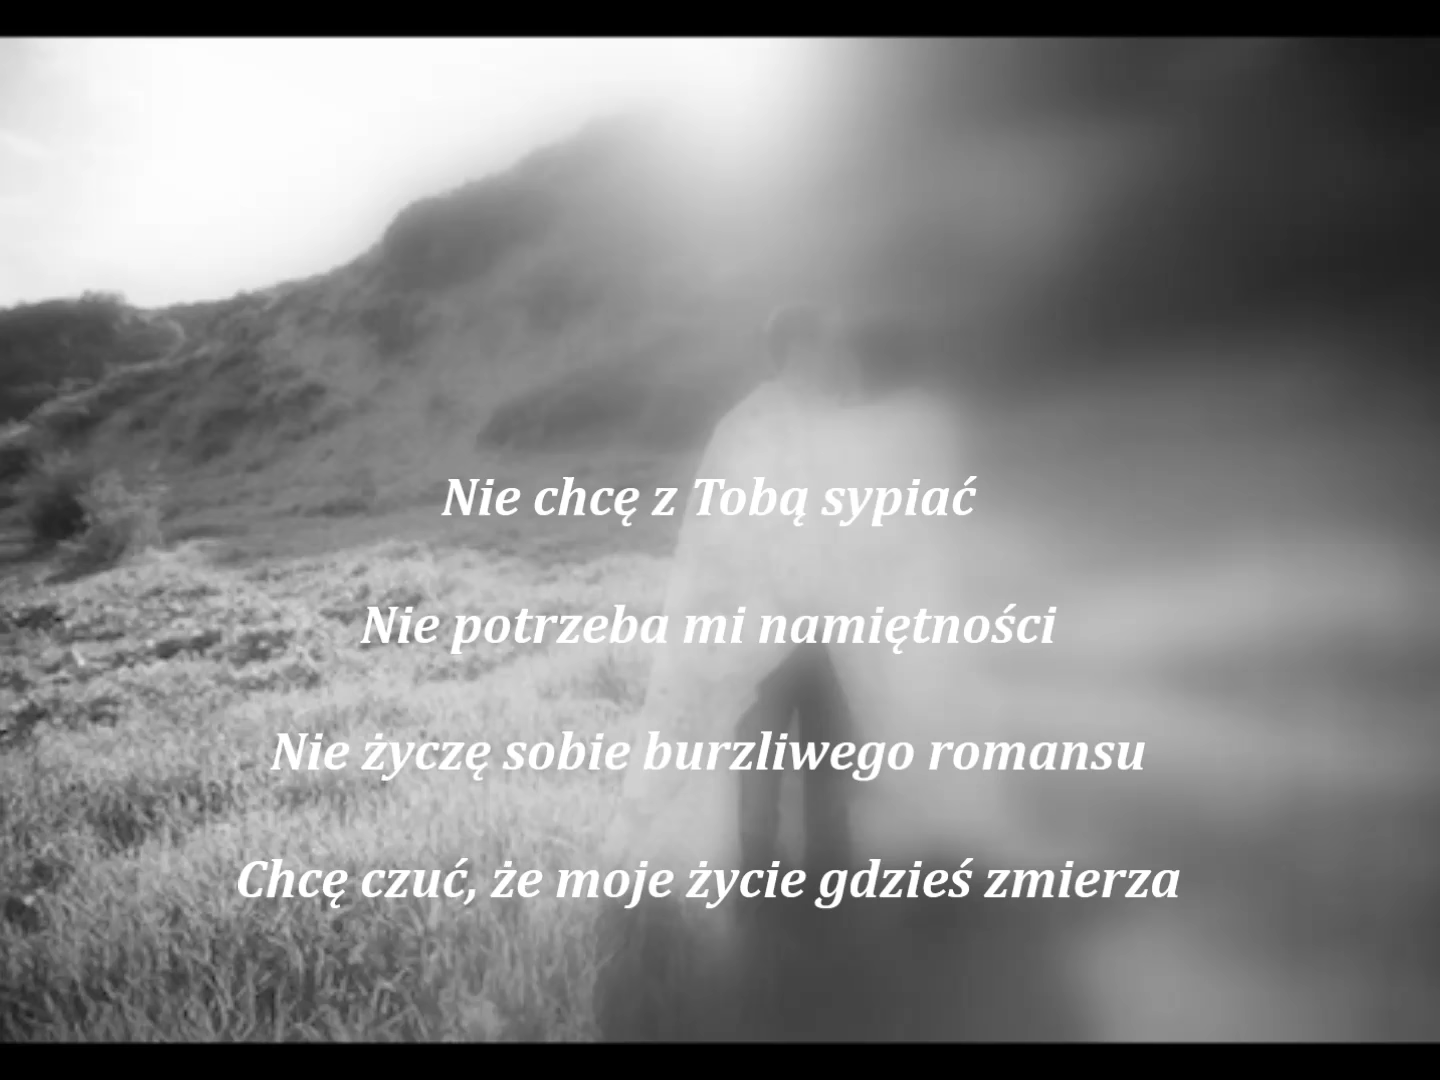 Nie chcę z Tobą sypiać
Nie potrzeba mi namiętności
Nie życzę sobie burzliwego romansu
Chcę czuć, że moje życie gdzieś zmierza